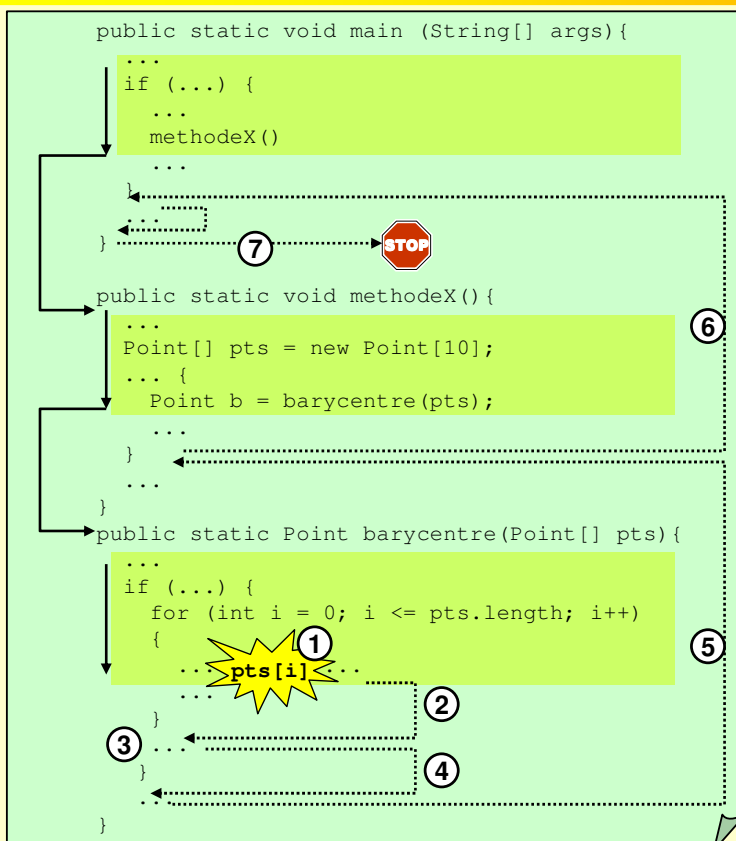 public static void main (String[] args){
...
if (...) {
...
methodeX()
...
}
...
} 7 STOP
public static void methodeX(){
...
6
Point[] pts = new Point[10];
... {
Point b = barycentre(pts);
...
}
...
}
public static Point barycentre(Point[] pts){
...
if (...) {
for (int i = 0; i <= pts.length; i++)
{ 1
5
... pts[i] ...
...
2
}
3 ...
} 4
...
}